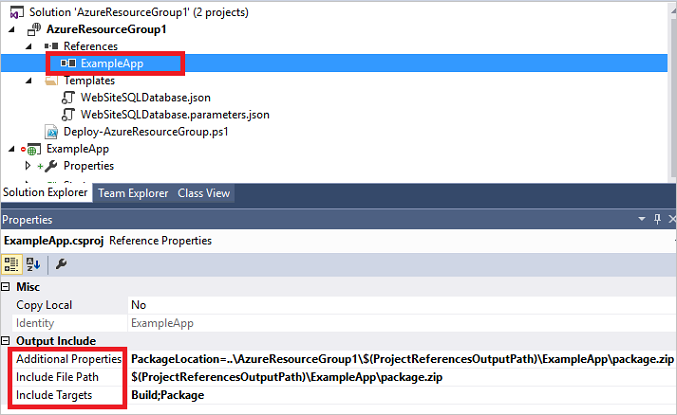 Solution 'AzureResourceGroup1' (2 projects)
AzureResourceGroup1
References
ExampleApp
Templates
WebSiteSQLDatabase.json
WebSiteSQLDatabase.parameters.json
Deploy-AzureResourceGroup.ps1
ExampleApp
Properties
Solution Explorer Team Explorer Class View
Properties
ExampleApp.csproj Reference Properties
Misc
Copy Local No
Identity ExampleApp
Output Include
Additional Properties PackageLocation=..\AzureResourceGroup1\$(ProjectReferencesOutputPath)\ExampleApp\package.zip
Include File Path $(ProjectReferencesOutputPath)\ExampleApp\package.zip
Include Targets Build;Package